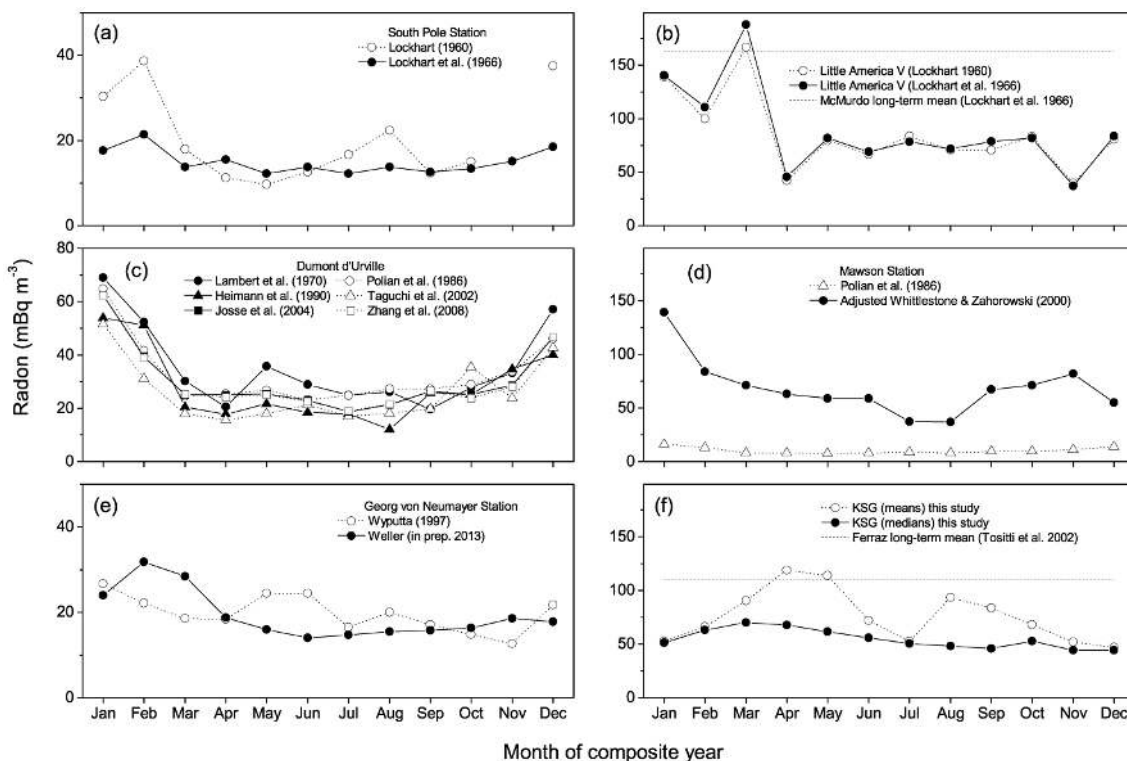 (a)
South Pole Station
Lockhart (1960)
Lockhart et al. (1966)
40
20
0
(b)
Little America V (Lockhart 1960)
Little America V (Lockhart et al. 1966)
McMurdo long-term mean (Lockhart et al. 1966)
150
100
50
0
Radon (mBq m⁻³)
(c)
Dumont d'Urville
Lambert et al. (1970) Polian et al. (1986)
Heimann et al. (1990) Taguchi et al. (2002)
Josse et al. (2004) Zhang et al. (2008)
80
60
40
20
0
(d)
Mawson Station
Polian et al. (1986)
Adjusted Whittlestone & Zahorowski (2000)
150
100
50
0
(e)
Georg von Neumayer Station
Wyputta (1997)
Weller (in prep. 2013)
40
20
0
Jan Feb Mar Apr May Jun Jul Aug Sep Oct Nov Dec
(f)
KSG (means) this study
KSG (medians) this study
Ferraz long-term mean (Tositti et al. 2002)
150
100
50
0
Jan Feb Mar Apr May Jun Jul Aug Sep Oct Nov Dec
Month of composite year